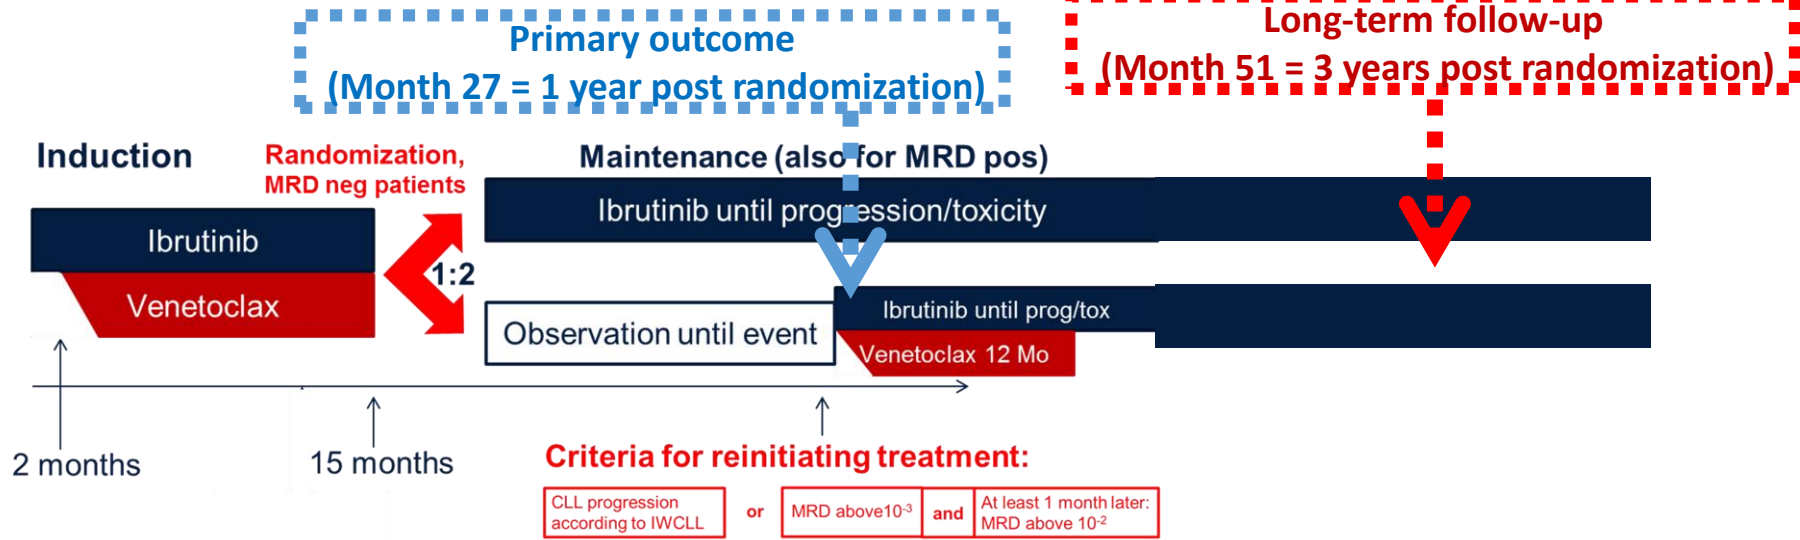 Primary outcome
(Month 27 = 1 year post randomization)
Long-term follow-up
(Month 51 = 3 years post randomization)
Induction
Randomization,
MRD neg patients
Maintenance (also for MRD pos)
Ibrutinib
Venetoclax
1:2
Ibrutinib until progression/toxicity
Observation until event
Ibrutinib until prog/tox
Venetoclax 12 Mo
2 months
15 months
Criteria for reinitiating treatment:
CLL progression
according to IWCLL
or
MRD above10⁻³
and
At least 1 month later:
MRD above 10⁻²